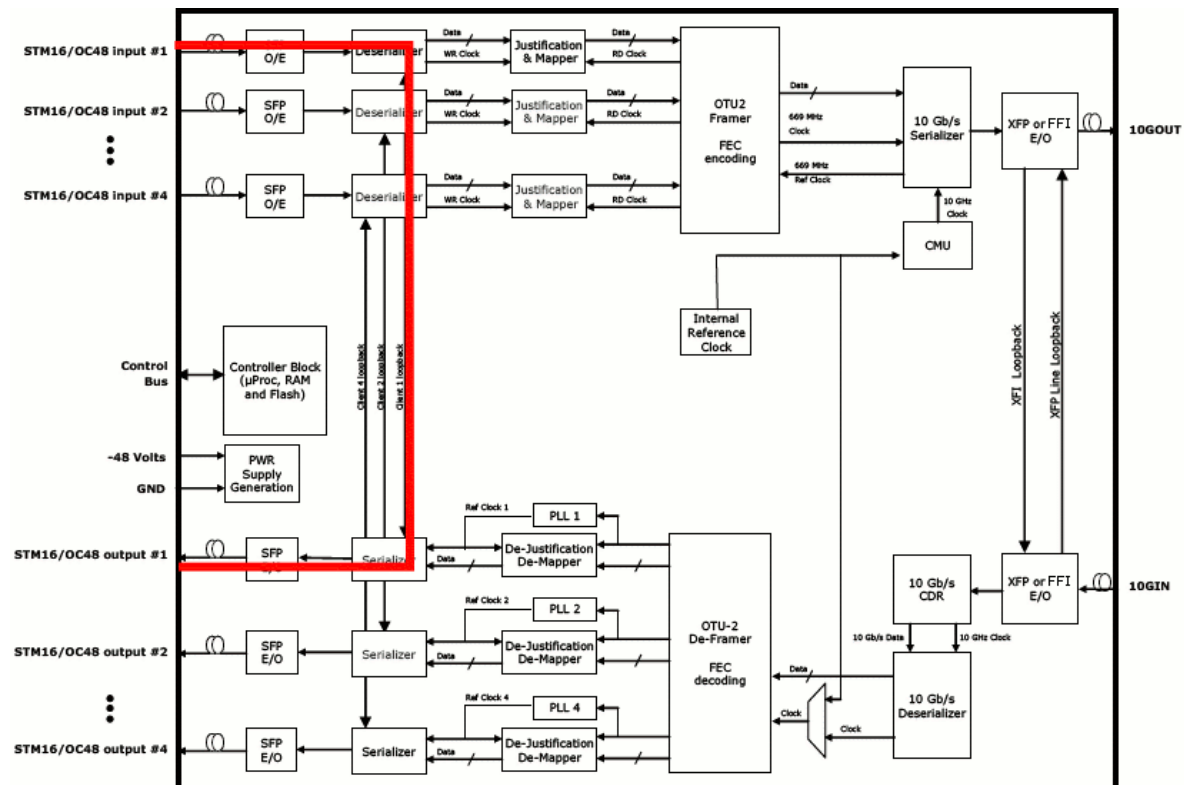 STM16/OC48 input #1
O/E
Deserializer
Data
WR Clock
Justification
& Mapper
Data
RD Clock
STM16/OC48 input #2
SFP
O/E
Deserializer
Data
WR Clock
Justification
& Mapper
Data
RD Clock
STM16/OC48 input #4
SFP
O/E
Deserializer
Data
WR Clock
Justification
& Mapper
Data
RD Clock
OTU2
Framer
FEC
encoding
Data
669 MHz
Clock
669 MHz
Ref Clock
10 Gb/s
Serializer
XFP or FFI
E/O
10GOUT
10 GHz
Clock
CMU
Internal
Reference
Clock
XFI Loopback
XFP Line Loopback
Control
Bus
Controller Block
(µProc, RAM
and Flash)
Client 4 loopback
Client 2 loopback
Client 1 loopback
-48 Volts
GND
PWR
Supply
Generation
STM16/OC48 output #1
SFP
Serializer
Ref Clock 1
Data
PLL 1
De-Justification
De-Mapper
STM16/OC48 output #2
SFP
E/O
Serializer
Ref Clock 2
Data
PLL 2
De-Justification
De-Mapper
STM16/OC48 output #4
SFP
E/O
Serializer
Ref Clock 4
Data
PLL 4
De-Justification
De-Mapper
OTU-2
De-Framer
FEC
decoding
Data
Clock
Clock
10 Gb/s
CDR
10 Gb/s Data
10 GHz Clock
10 Gb/s
Deserializer
XFP or FFI
E/O
10GIN